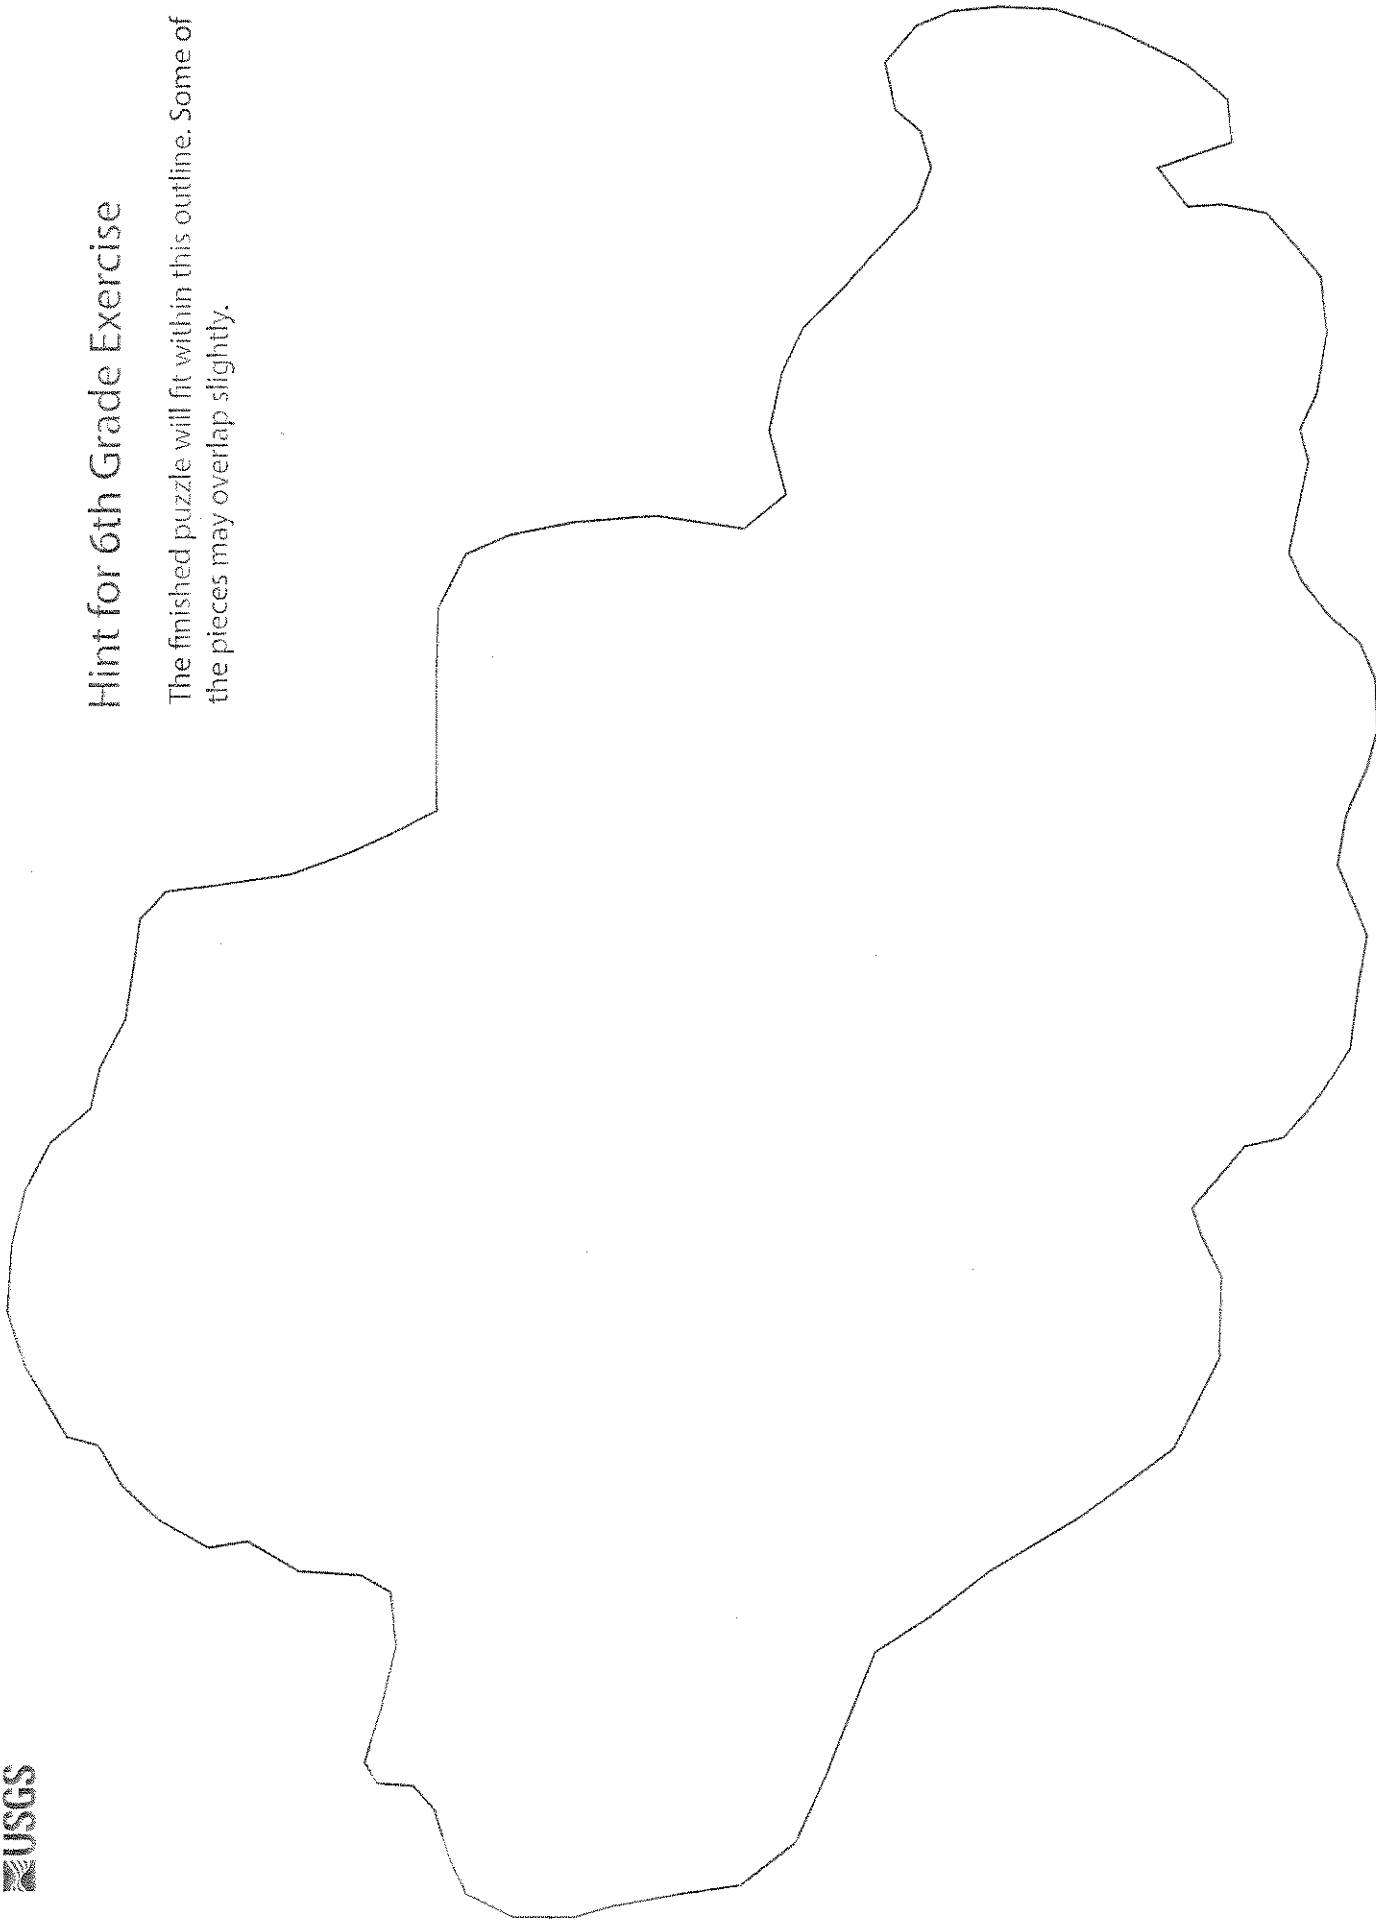 USGS
Hint for 6th Grade Exercise
The finished puzzle will fit within this outline. Some of
the pieces may overlap slightly.